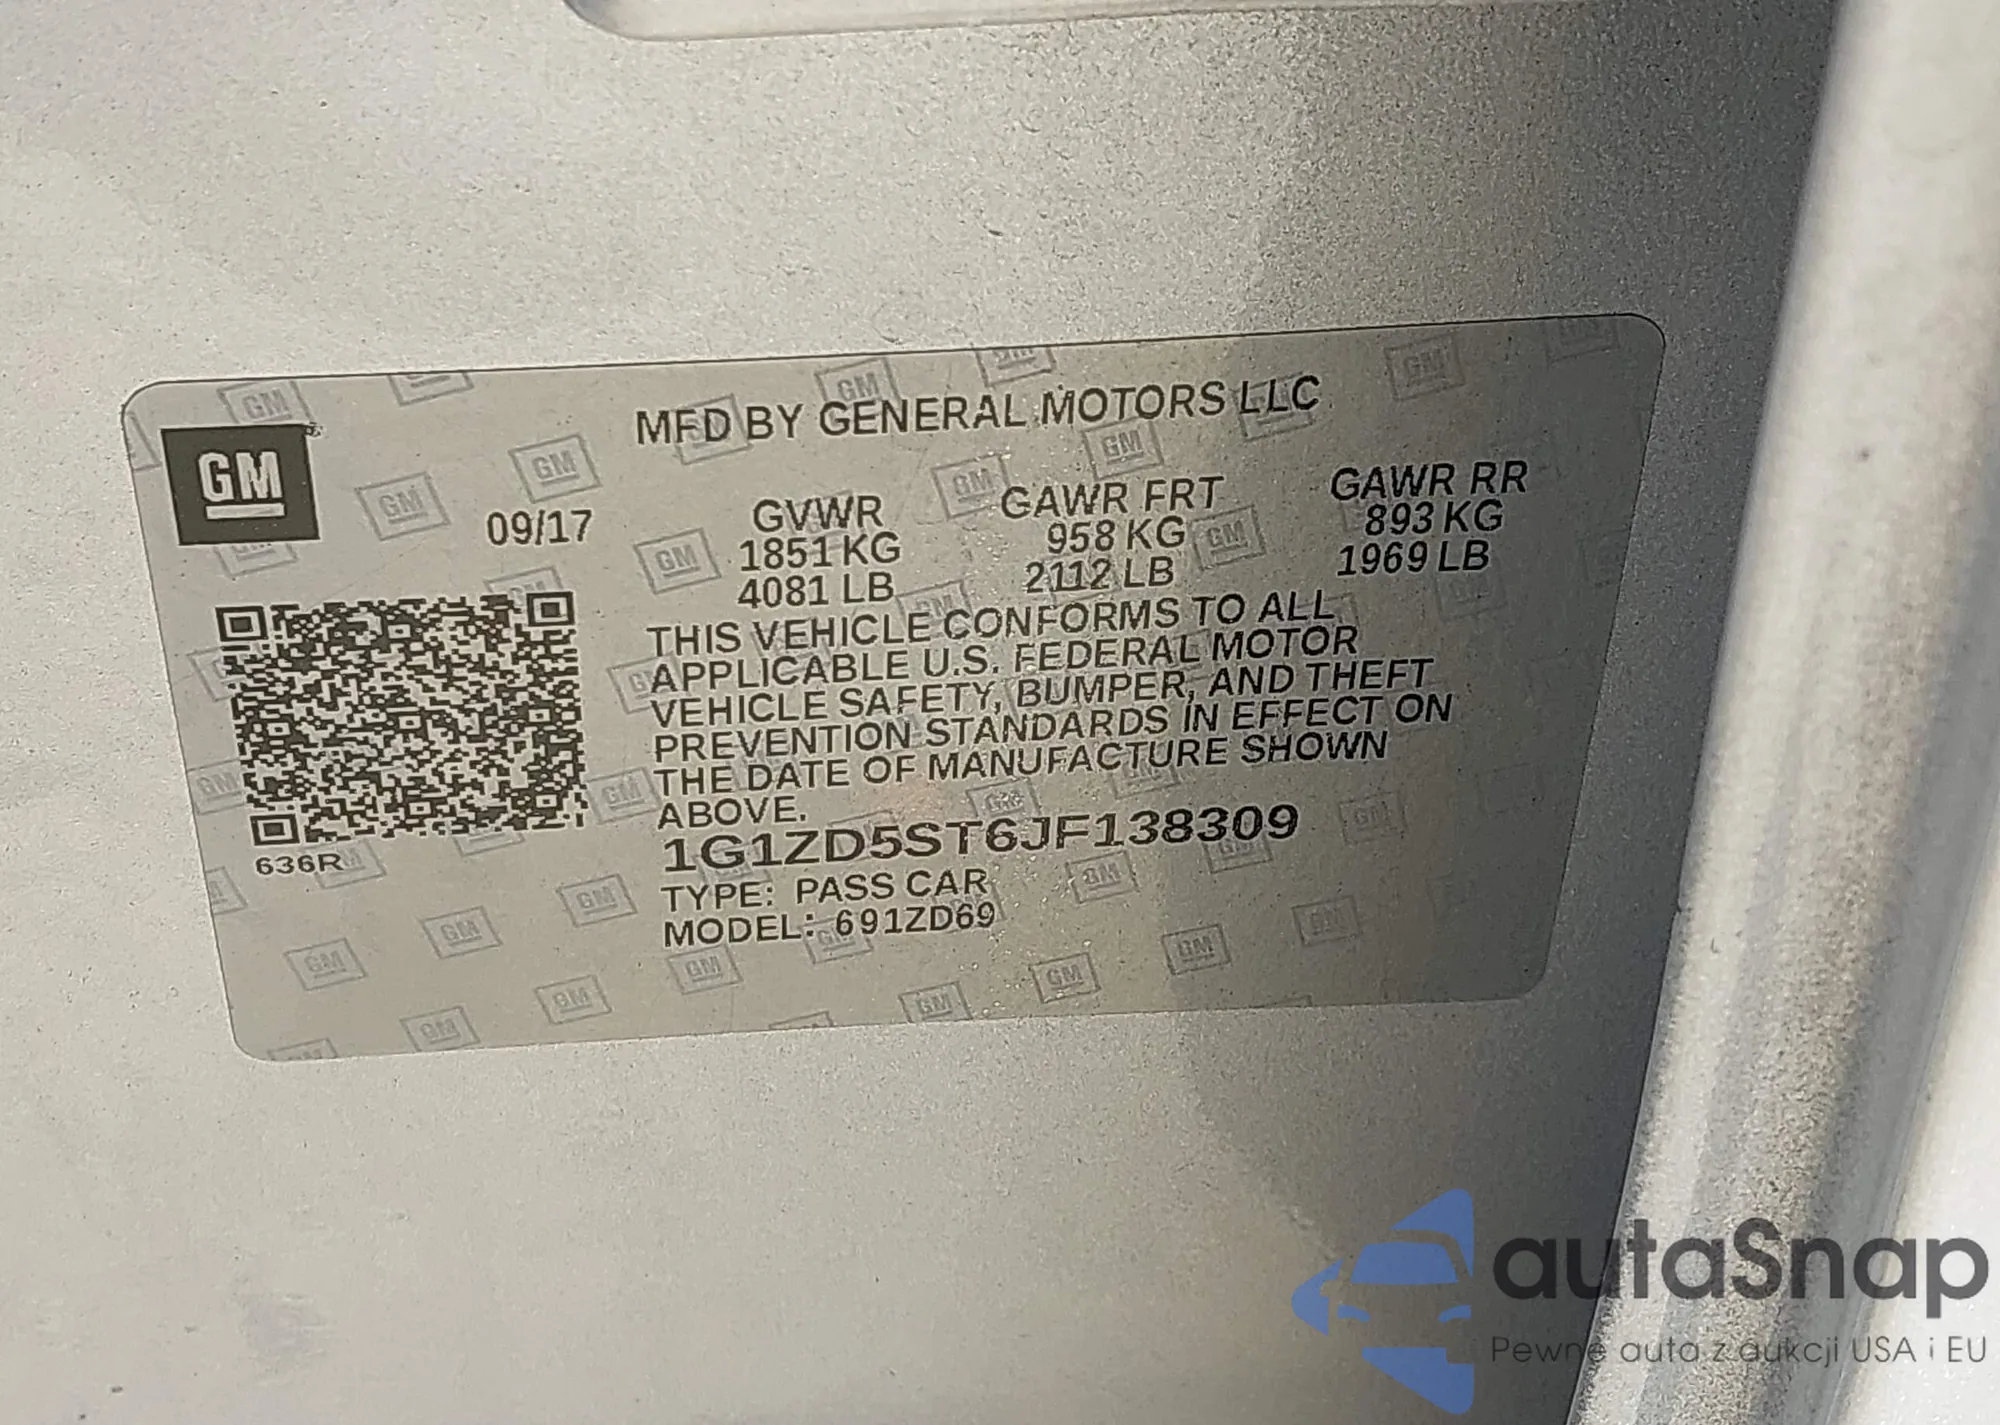 MFD BY GENERAL MOTORS LLC
GM
09/17
GVWR
1851 KG
4081 LB
GAWR FRT
958 KG
2112 LB
GAWR RR
893 KG
1969 LB
THIS VEHICLE CONFORMS TO ALL
APPLICABLE U.S. FEDERAL MOTOR
VEHICLE SAFETY, BUMPER, AND THEFT
PREVENTION STANDARDS IN EFFECT ON
THE DATE OF MANUFACTURE SHOWN
ABOVE.
1G1ZD5ST6JF138309
TYPE: PASS CAR
MODEL: 691ZD69
636R
autaSnap
Pewne auta z aukcji USA i EU